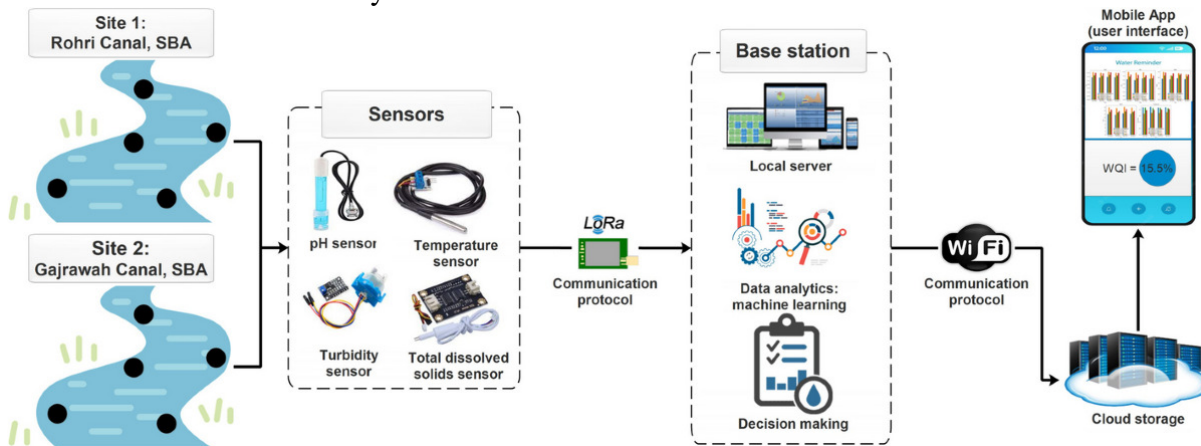 Site 1:
Rohri Canal, SBA
Site 2:
Gajrawah Canal, SBA
Sensors
pH sensor
Temperature
sensor
Turbidity
sensor
Total dissolved
solids sensor
LoRa
Communication
protocol
Base station
Local server
Data analytics:
machine learning
Decision making
Wi Fi
Communication
protocol
Mobile App
(user interface)
Water Reminder
WQI = 15.5%
Cloud storage